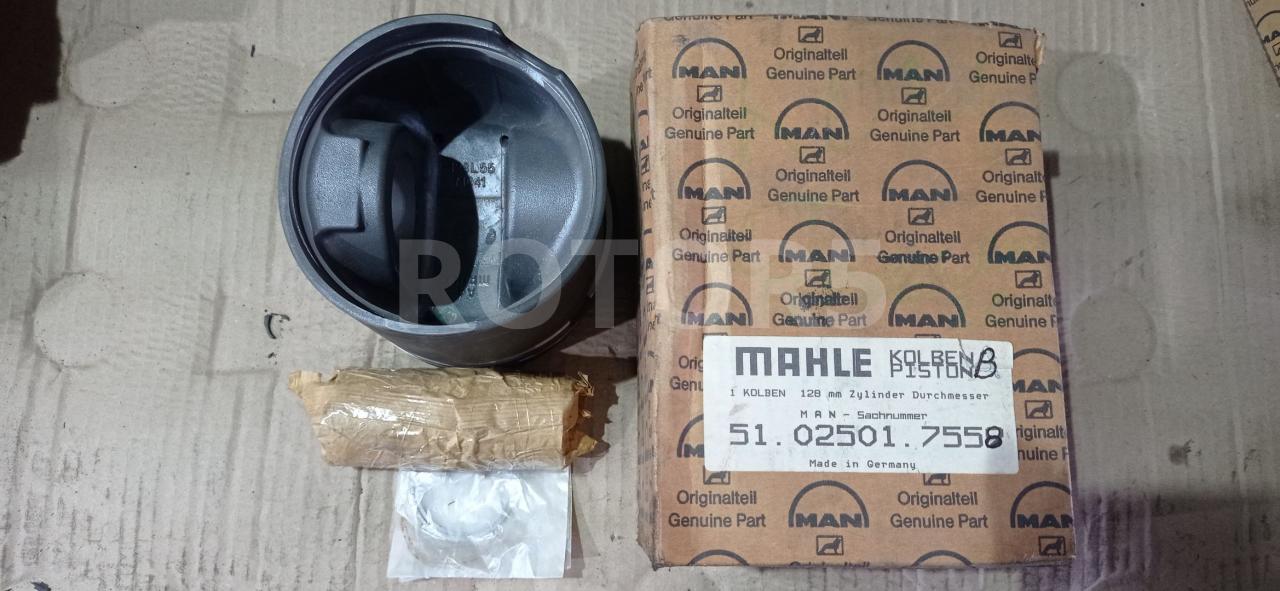 MAN
Originalteil
Genuine Part
MAHLE KOLBEN B
PISTON
1 KOLBEN 128 mm Zylinder Durchmesser
M A N - Sachnummer
51.02501.7558
Made in Germany
ROTOR5